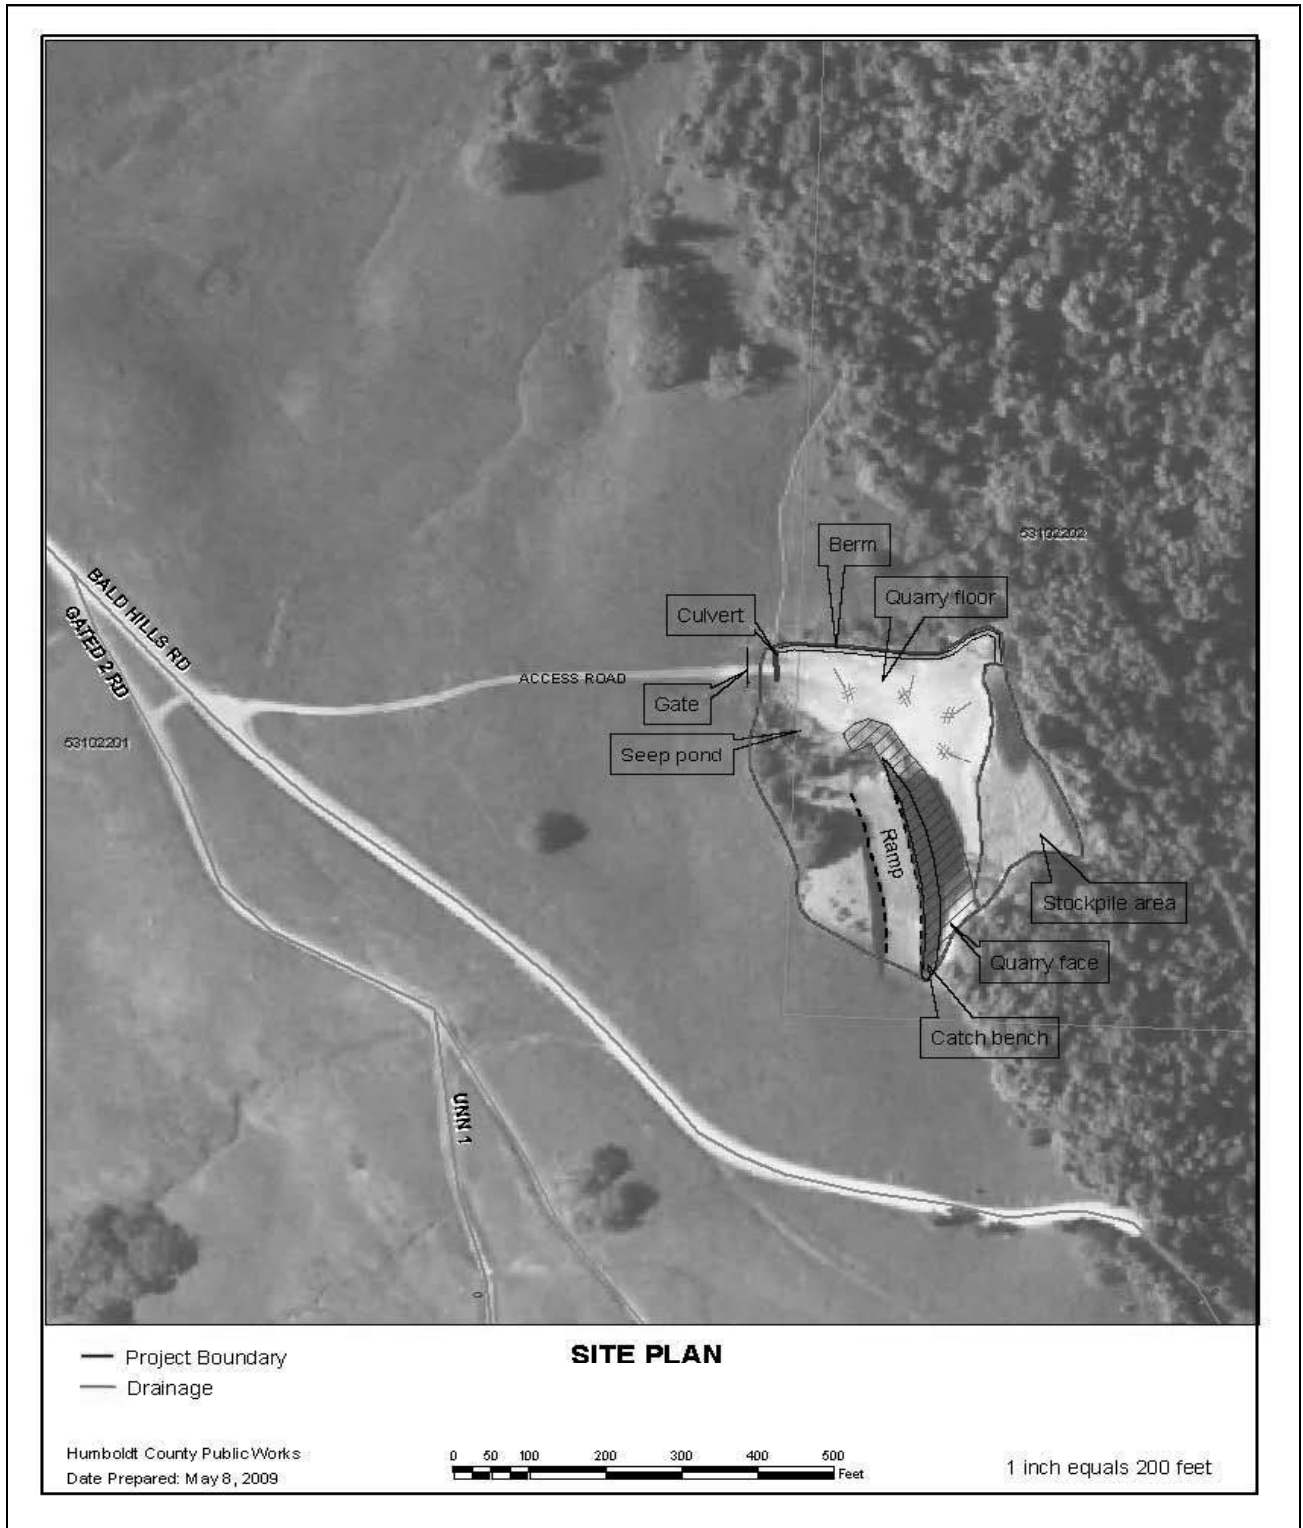 53102202
Berm
Quarry floor
Culvert
BALD HILLS RD
GATED 2 RD
ACCESS ROAD
Gate
53102201
Seep pond
Ramp
Stockpile area
Quarry face
Catch bench
UNN 1
0
SITE PLAN
Project Boundary
Drainage
Humboldt County Public Works
Date Prepared: May 8, 2009
0 50 100 200 300 400 500
Feet
1 inch equals 200 feet